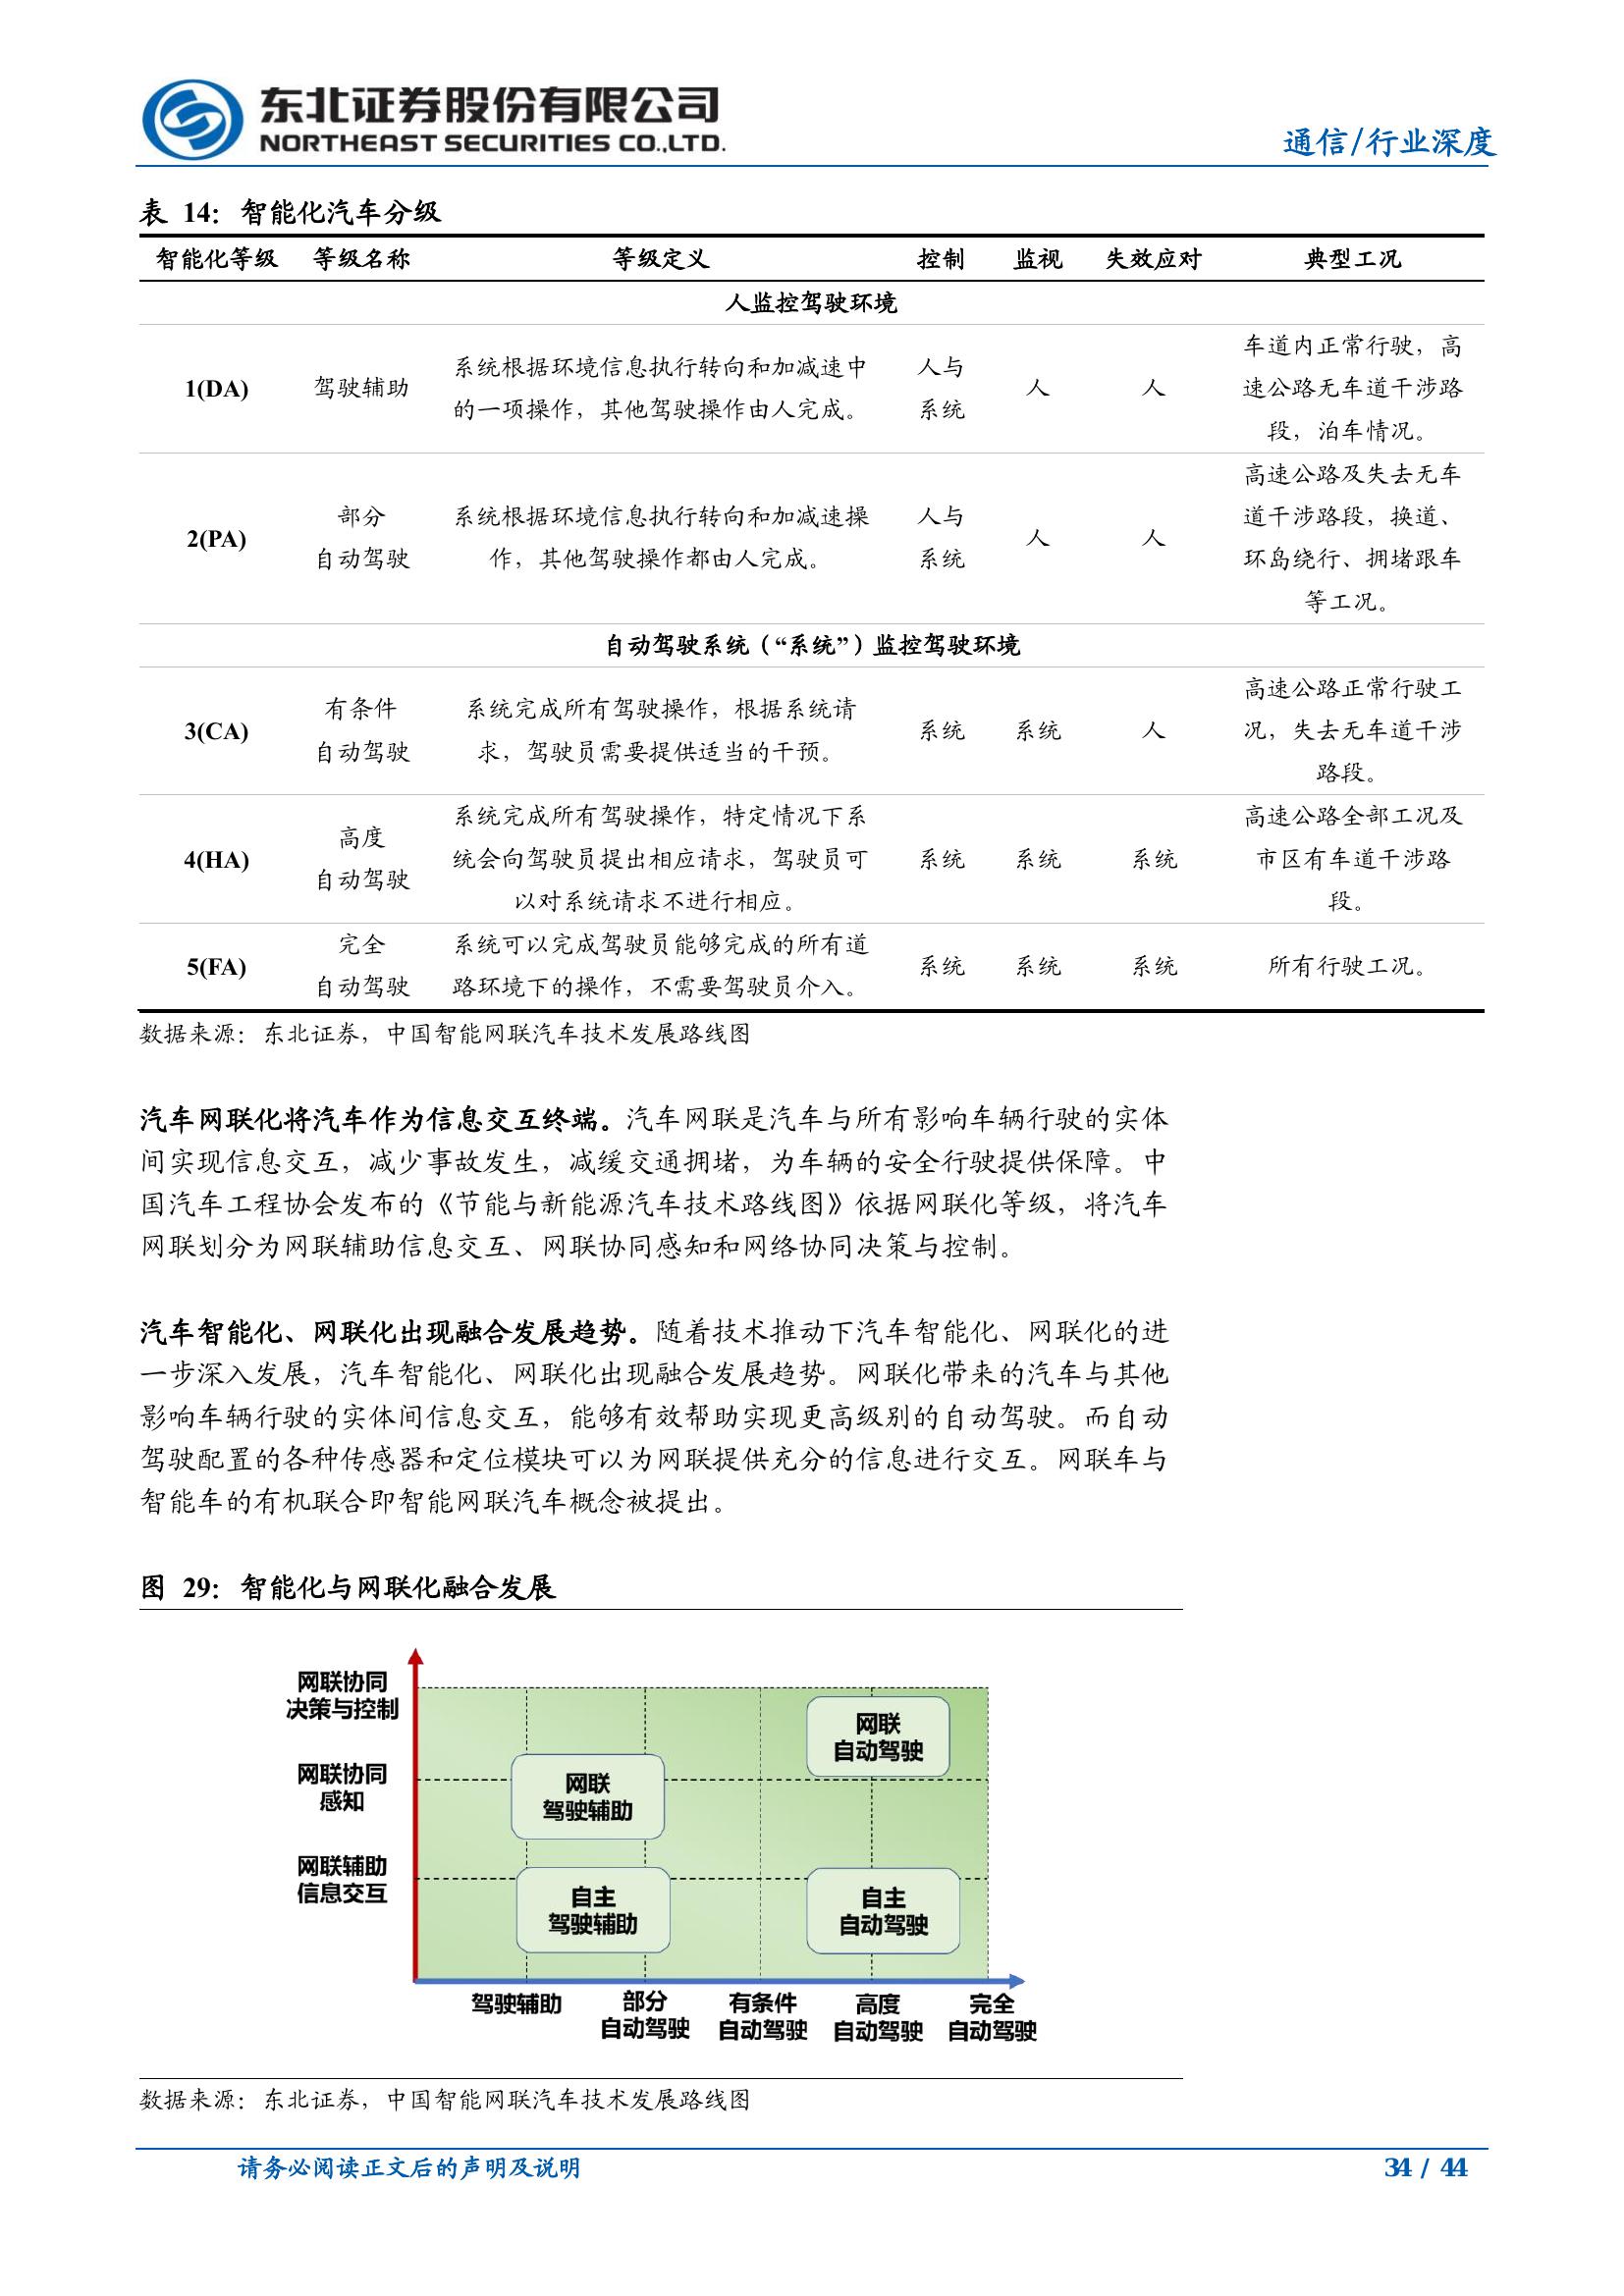 东北证券股份有限公司
NORTHEAST SECURITIES CO.,LTD.
通信/行业深度
表 14：智能化汽车分级
智能化等级 等级名称 等级定义 控制 监视 失效应对 典型工况
人监控驾驶环境
1(DA) 驾驶辅助 系统根据环境信息执行转向和加减速中 人与 人 人 车道内正常行驶，高
的一项操作，其他驾驶操作由人完成。 系统 速公路无车道干涉路
段，泊车情况。
2(PA) 部分 系统根据环境信息执行转向和加减速操 人与 人 人 高速公路及失去无车
自动驾驶 作，其他驾驶操作都由人完成。 系统 道干涉路段，换道、
环岛绕行、拥堵跟车
等工况。
自动驾驶系统（“系统”）监控驾驶环境
3(CA) 有条件 系统完成所有驾驶操作，根据系统请 系统 系统 人 高速公路正常行驶工
自动驾驶 求，驾驶员需要提供适当的干预。 况，失去无车道干涉
路段。
4(HA) 高度 系统完成所有驾驶操作，特定情况下系 系统 系统 系统 高速公路全部工况及
自动驾驶 统会向驾驶员提出相应请求，驾驶员可 市区有车道干涉路
以对系统请求不进行相应。 段。
5(FA) 完全 系统可以完成驾驶员能够完成的所有道 系统 系统 系统 所有行驶工况。
自动驾驶 路环境下的操作，不需要驾驶员介入。
数据来源：东北证券，中国智能网联汽车技术发展路线图
汽车网联化将汽车作为信息交互终端。汽车网联是汽车与所有影响车辆行驶的实体
间实现信息交互，减少事故发生，减缓交通拥堵，为车辆的安全行驶提供保障。中
国汽车工程协会发布的《节能与新能源汽车技术路线图》依据网联化等级，将汽车
网联划分为网联辅助信息交互、网联协同感知和网络协同决策与控制。
汽车智能化、网联化出现融合发展趋势。随着技术推动下汽车智能化、网联化的进
一步深入发展，汽车智能化、网联化出现融合发展趋势。网联化带来的汽车与其他
影响车辆行驶的实体间信息交互，能够有效帮助实现更高级别的自动驾驶。而自动
驾驶配置的各种传感器和定位模块可以为网联提供充分的信息进行交互。网联车与
智能车的有机联合即智能网联汽车概念被提出。
图 29：智能化与网联化融合发展
网联协同
决策与控制
网联
自动驾驶
网联协同
感知
网联
驾驶辅助
网联辅助
信息交互
自主
驾驶辅助
自主
自动驾驶
驾驶辅助 部分 有条件 高度 完全
自动驾驶 自动驾驶 自动驾驶 自动驾驶
数据来源：东北证券，中国智能网联汽车技术发展路线图
请务必阅读正文后的声明及说明
34 / 44